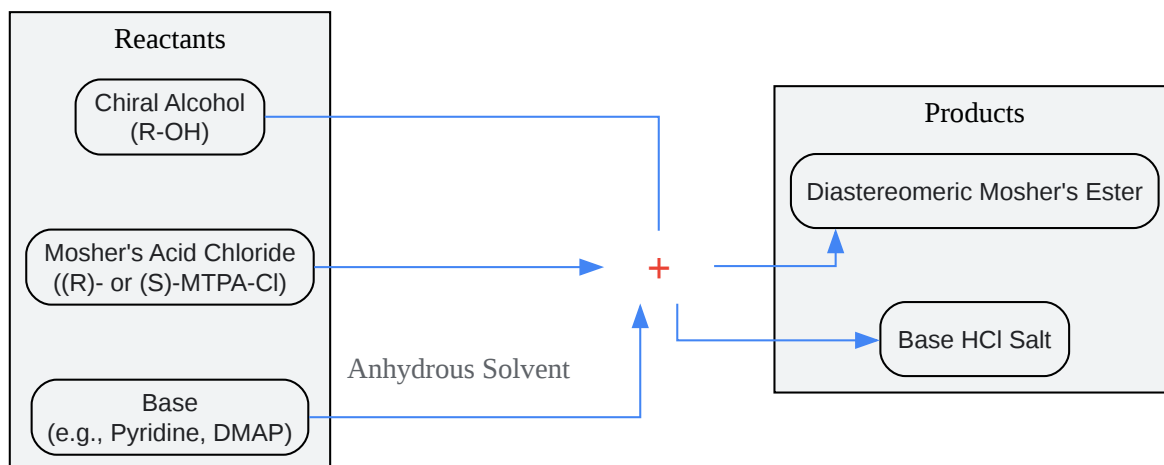 Reactants
Chiral Alcohol
(R-OH)
Mosher's Acid Chloride
((R)- or (S)-MTPA-Cl)
Base
(e.g., Pyridine, DMAP)
Anhydrous Solvent
+
Products
Diastereomeric Mosher's Ester
Base HCl Salt